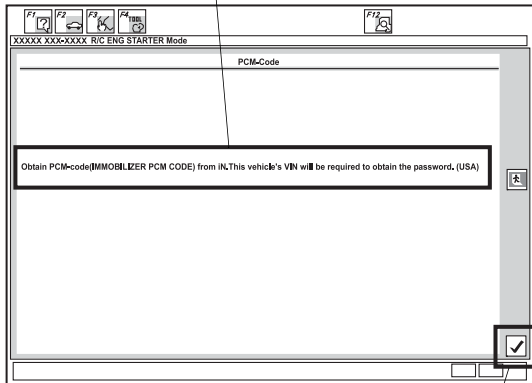 F1 F2 F3 F4 TOOL F12
XXXXX XXX-XXXX R/C ENG STARTER Mode
PCM-Code
Obtain PCM-code(IMMOBILIZER PCM CODE) from iN.This vehicle's VIN will be required to obtain the password. (USA)